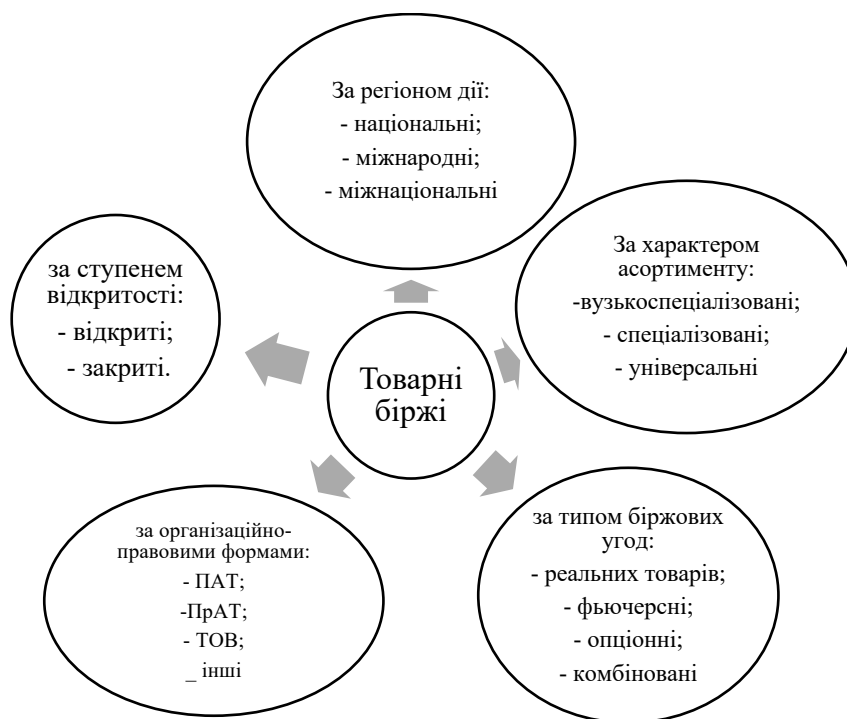 За регіоном дії:
- національні;
- міжнародні;
- міжнаціональні
За характером
асортименту:
-вузькоспеціалізовані;
- спеціалізовані;
- універсальні
за ступенем
відкритості:
- відкриті;
- закриті.
Товарні
біржі
за організаційно-
правовими формами:
- ПАТ;
-ПрАТ;
- ТОВ;
_ інші
за типом біржових
угод:
- реальних товарів;
- фьючерсні;
- опціонні;
- комбіновані